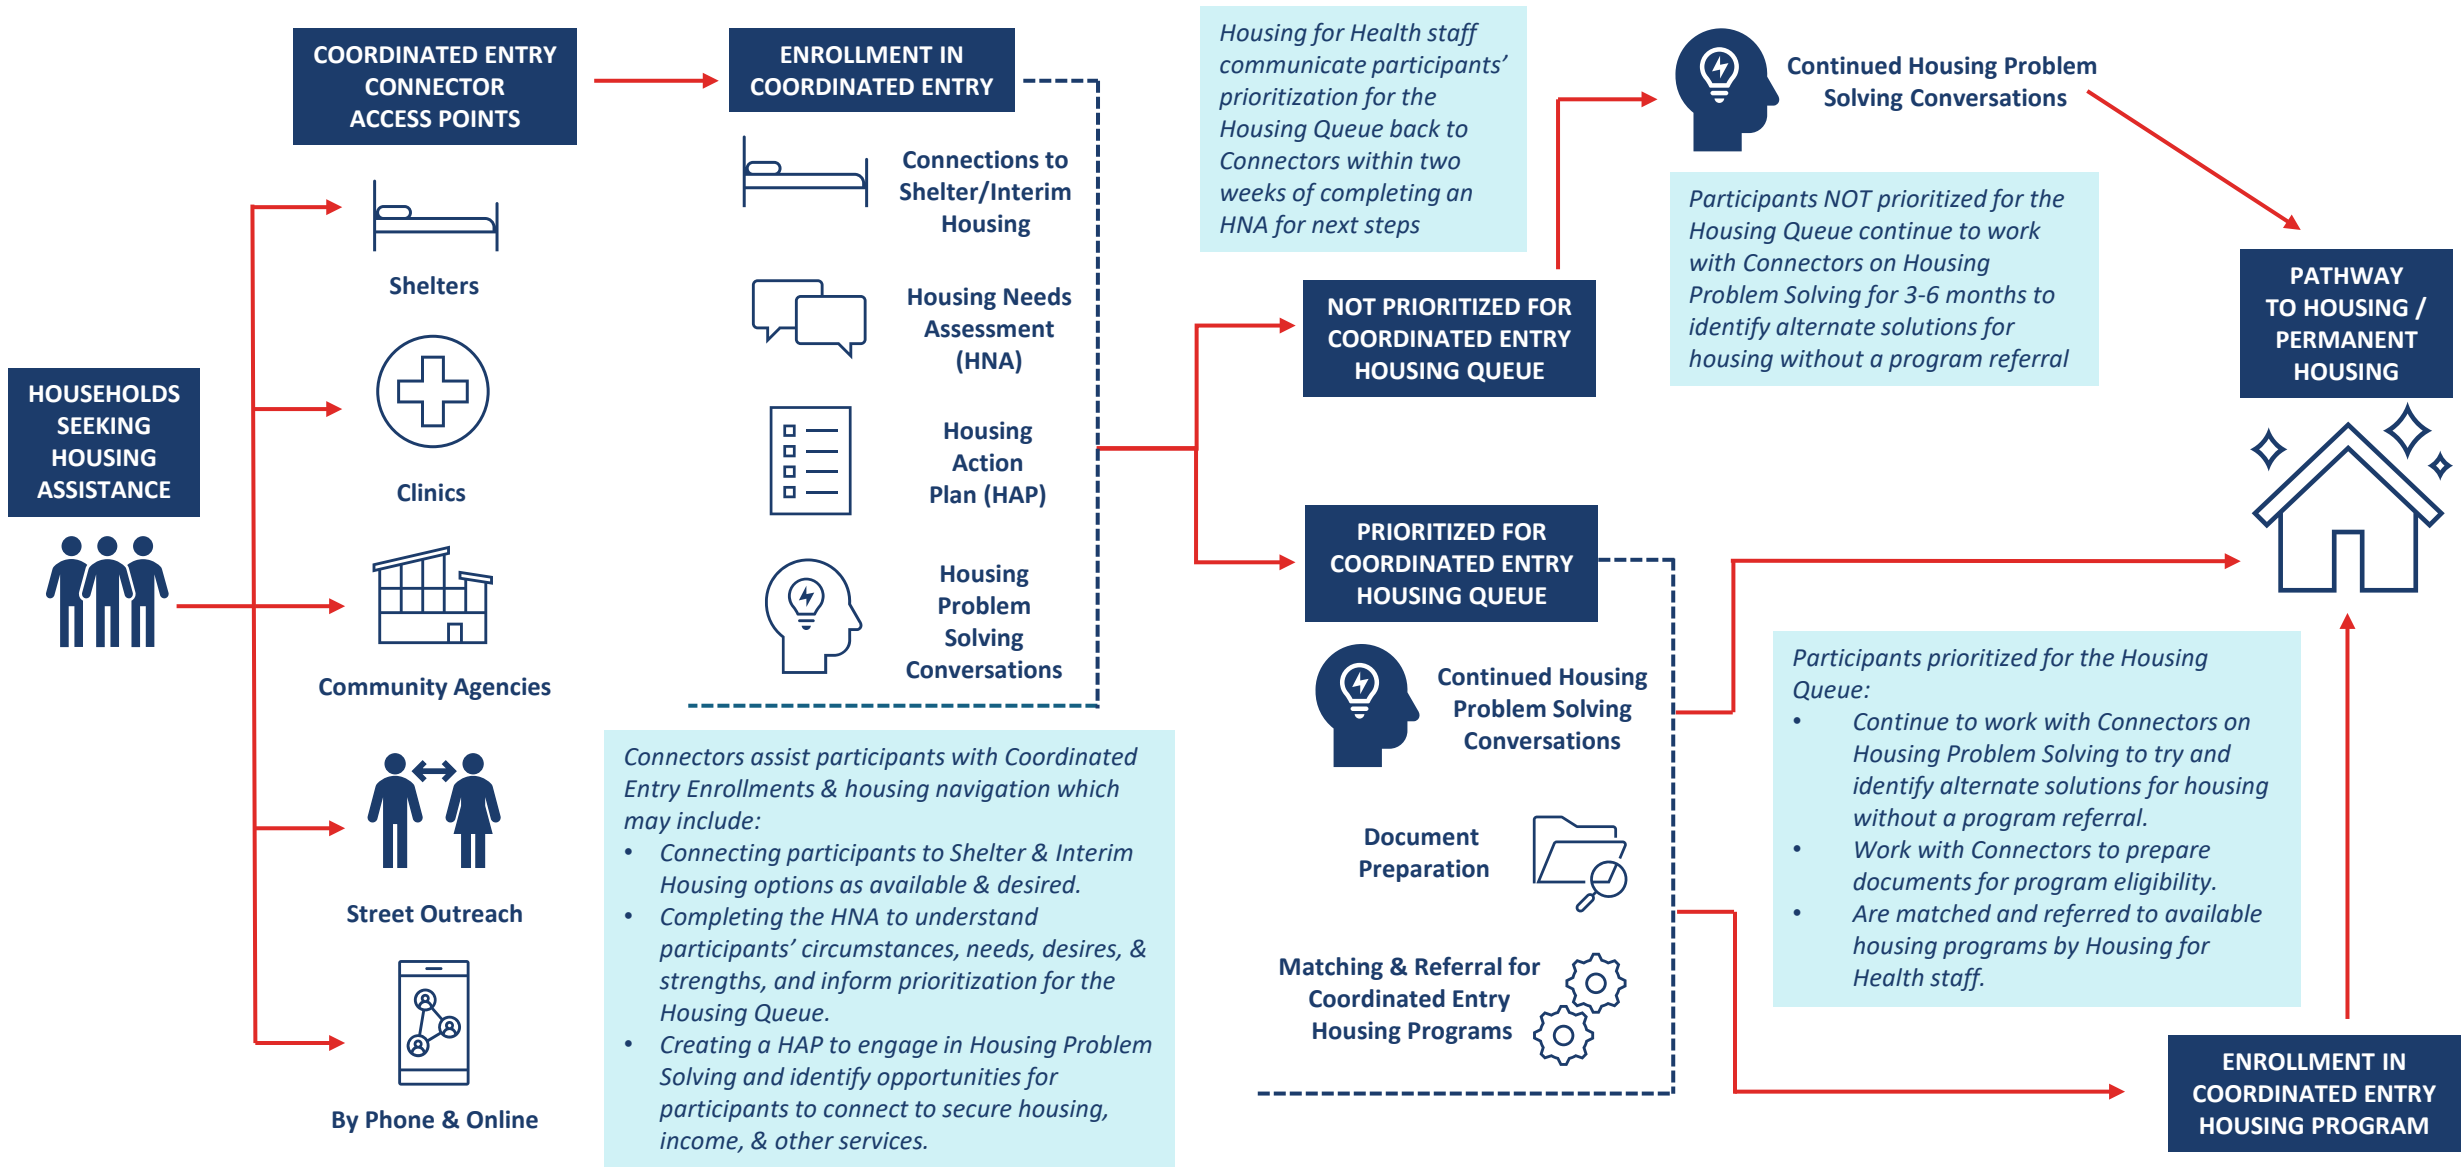 HOUSEHOLDS
SEEKING
HOUSING
ASSISTANCE
COORDINATED ENTRY
CONNECTOR
ACCESS POINTS
Shelters
Clinics
Community Agencies
Street Outreach
By Phone & Online
ENROLLMENT IN
COORDINATED ENTRY
Connections to
Shelter/Interim
Housing
Housing Needs
Assessment
(HNA)
Housing
Action
Plan (HAP)
Housing
Problem
Solving
Conversations
Connectors assist participants with Coordinated
Entry Enrollments & housing navigation which
may include:
• Connecting participants to Shelter & Interim
Housing options as available & desired.
• Completing the HNA to understand
participants’ circumstances, needs, desires, &
strengths, and inform prioritization for the
Housing Queue.
• Creating a HAP to engage in Housing Problem
Solving and identify opportunities for
participants to connect to secure housing,
income, & other services.
Housing for Health staff
communicate participants’
prioritization for the
Housing Queue back to
Connectors within two
weeks of completing an
HNA for next steps
NOT PRIORITIZED FOR
COORDINATED ENTRY
HOUSING QUEUE
Continued Housing Problem
Solving Conversations
Participants NOT prioritized for the
Housing Queue continue to work
with Connectors on Housing
Problem Solving for 3-6 months to
identify alternate solutions for
housing without a program referral
PRIORITIZED FOR
COORDINATED ENTRY
HOUSING QUEUE
Continued Housing
Problem Solving
Conversations
Document
Preparation
Matching & Referral for
Coordinated Entry
Housing Programs
Participants prioritized for the Housing
Queue:
• Continue to work with Connectors on
Housing Problem Solving to try and
identify alternate solutions for housing
without a program referral.
• Work with Connectors to prepare
documents for program eligibility.
• Are matched and referred to available
housing programs by Housing for
Health staff.
PATHWAY
TO HOUSING /
PERMANENT
HOUSING
ENROLLMENT IN
COORDINATED ENTRY
HOUSING PROGRAM